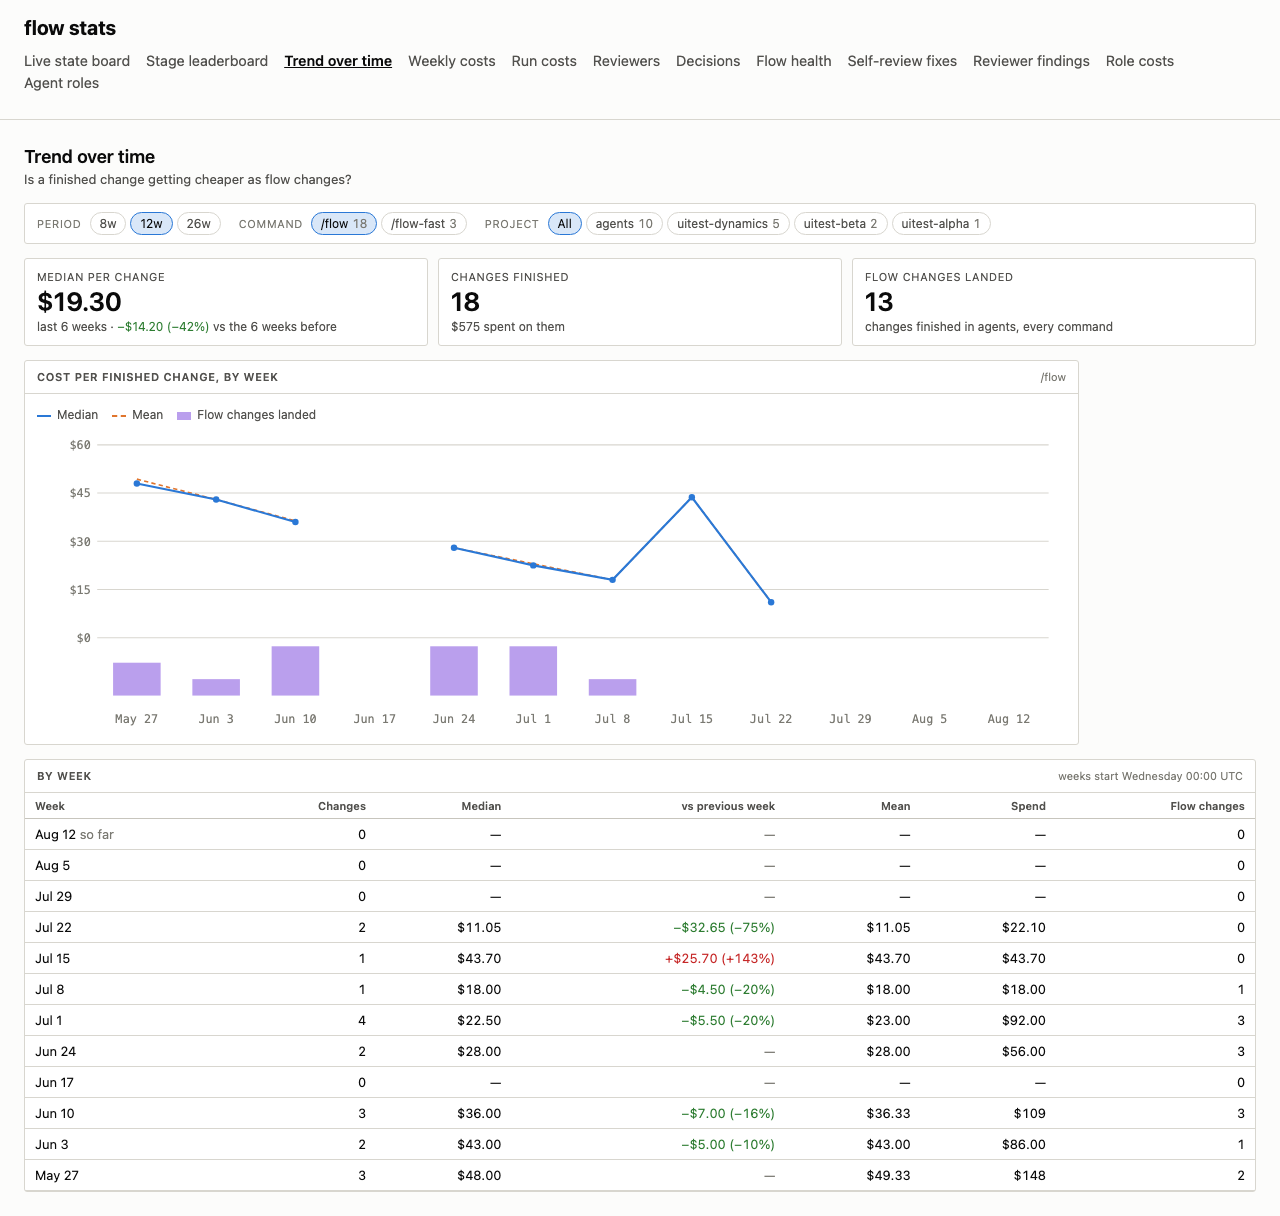 flow stats
Live state board Stage leaderboard Trend over time Weekly costs Run costs Reviewers Decisions Flow health Self-review fixes Reviewer findings Role costs
Agent roles
Trend over time
Is a finished change getting cheaper as flow changes?
PERIOD 8w 12w 26w COMMAND /flow 18 /flow-fast 3 PROJECT All agents 10 uitest-dynamics 5 uitest-beta 2 uitest-alpha 1
MEDIAN PER CHANGE
$19.30
last 6 weeks · −$14.20 (−42%) vs the 6 weeks before
CHANGES FINISHED
18
$575 spent on them
FLOW CHANGES LANDED
13
changes finished in agents, every command
COST PER FINISHED CHANGE, BY WEEK /flow
Median Mean Flow changes landed
$60
$45
$30
$15
$0
May 27 Jun 3 Jun 10 Jun 17 Jun 24 Jul 1 Jul 8 Jul 15 Jul 22 Jul 29 Aug 5 Aug 12
BY WEEK weeks start Wednesday 00:00 UTC
Week Changes Median vs previous week Mean Spend Flow changes
Aug 12 so far 0 — — — — 0
Aug 5 0 — — — — 0
Jul 29 0 — — — — 0
Jul 22 2 $11.05 −$32.65 (−75%) $11.05 $22.10 0
Jul 15 1 $43.70 +$25.70 (+143%) $43.70 $43.70 0
Jul 8 1 $18.00 −$4.50 (−20%) $18.00 $18.00 1
Jul 1 4 $22.50 −$5.50 (−20%) $23.00 $92.00 3
Jun 24 2 $28.00 — $28.00 $56.00 3
Jun 17 0 — — — — 0
Jun 10 3 $36.00 −$7.00 (−16%) $36.33 $109 3
Jun 3 2 $43.00 −$5.00 (−10%) $43.00 $86.00 1
May 27 3 $48.00 — $49.33 $148 2